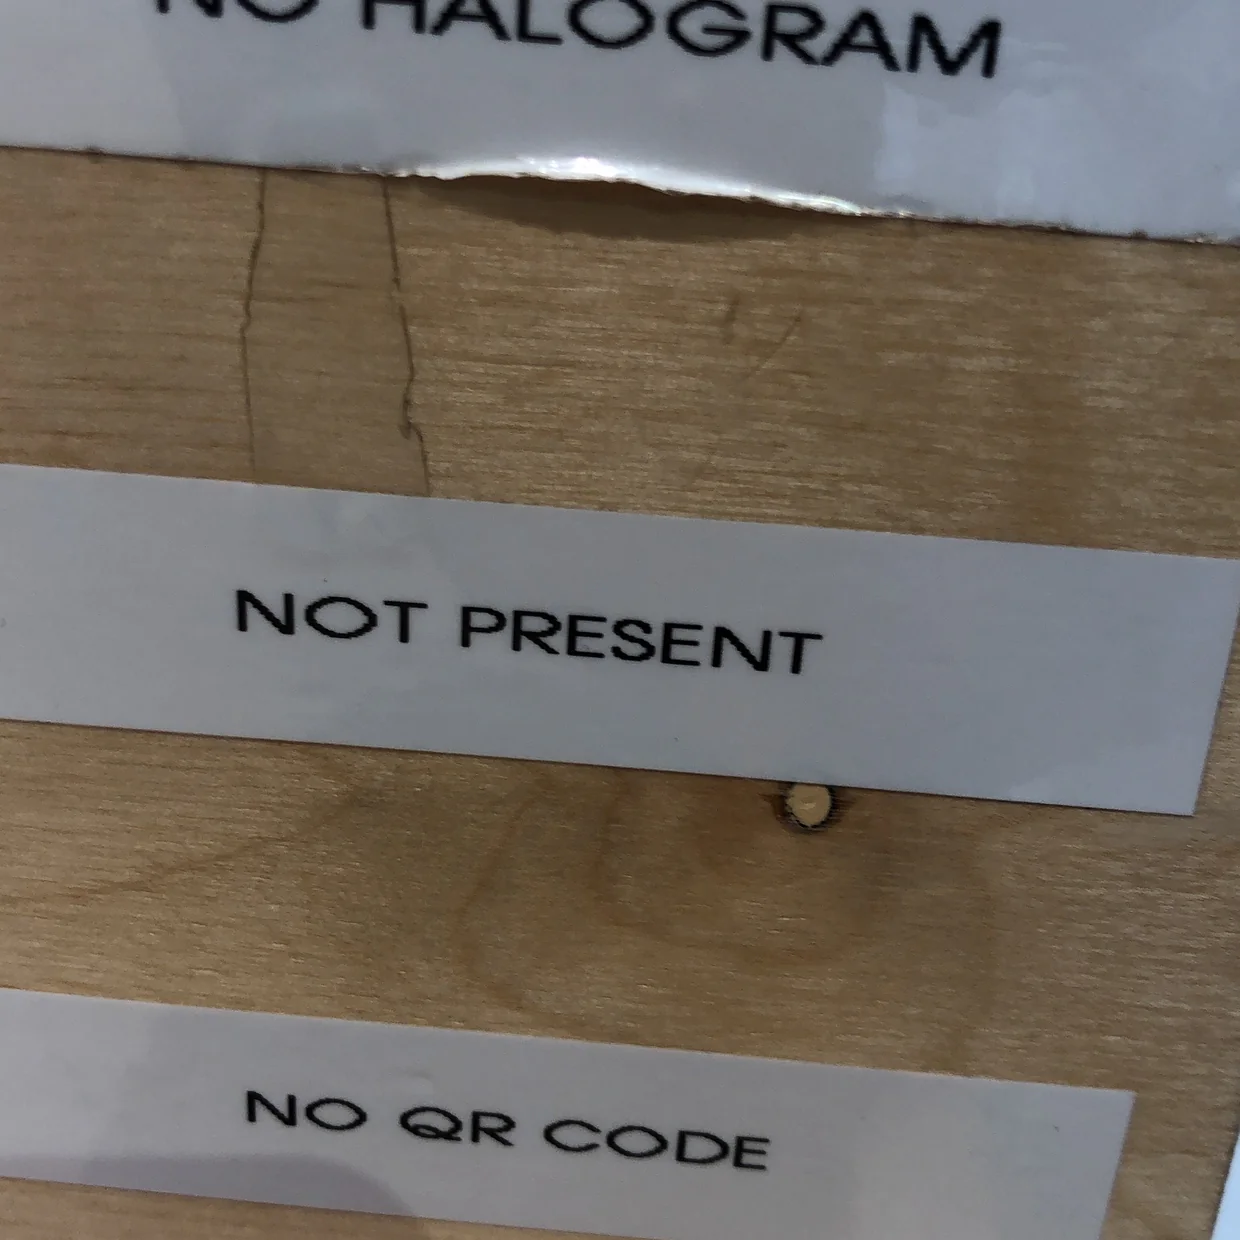 NO HALOGRAM
NOT PRESENT
NO QR CODE